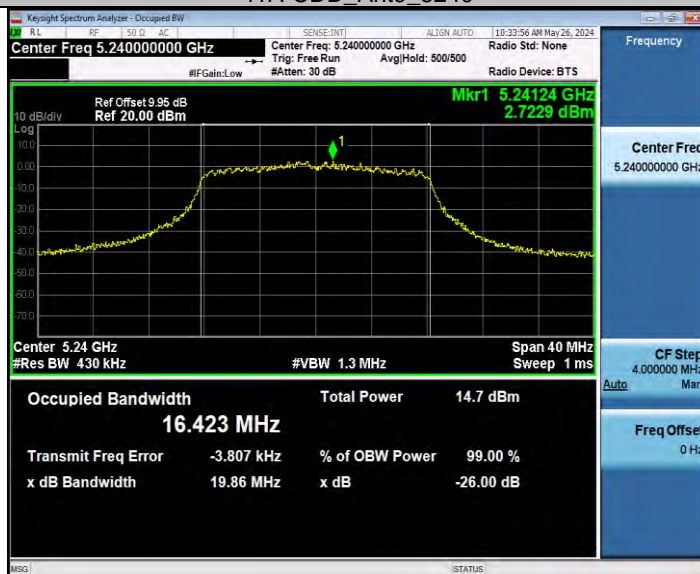 Keysight Spectrum Analyzer - Occupied BW
RL RF 50 Ω AC SENSE:INT ALIGN AUTO 10:33:56 AM May 26, 2024
Center Freq 5.240000000 GHz
Center Freq: 5.240000000 GHz
Radio Std: None
Trig: Free Run Avg|Hold: 500/500
#IFGain:Low #Atten: 30 dB Radio Device: BTS
Frequency
Mkr1 5.24124 GHz
2.7229 dBm
Ref Offset 9.95 dB
10 dB/div Ref 20.00 dBm
Log
10.0
0.00
-10.0
-20.0
-30.0
-40.0
-50.0
-60.0
-70.0
1
Center 5.24 GHz Span 40 MHz
#Res BW 430 kHz #VBW 1.3 MHz Sweep 1 ms
Occupied Bandwidth Total Power 14.7 dBm
16.423 MHz
Transmit Freq Error -3.807 kHz % of OBW Power 99.00 %
x dB Bandwidth 19.86 MHz x dB -26.00 dB
Center Freq
5.240000000 GHz
CF Step
4.000000 MHz
Auto Man
Freq Offset
0 Hz
MSG STATUS